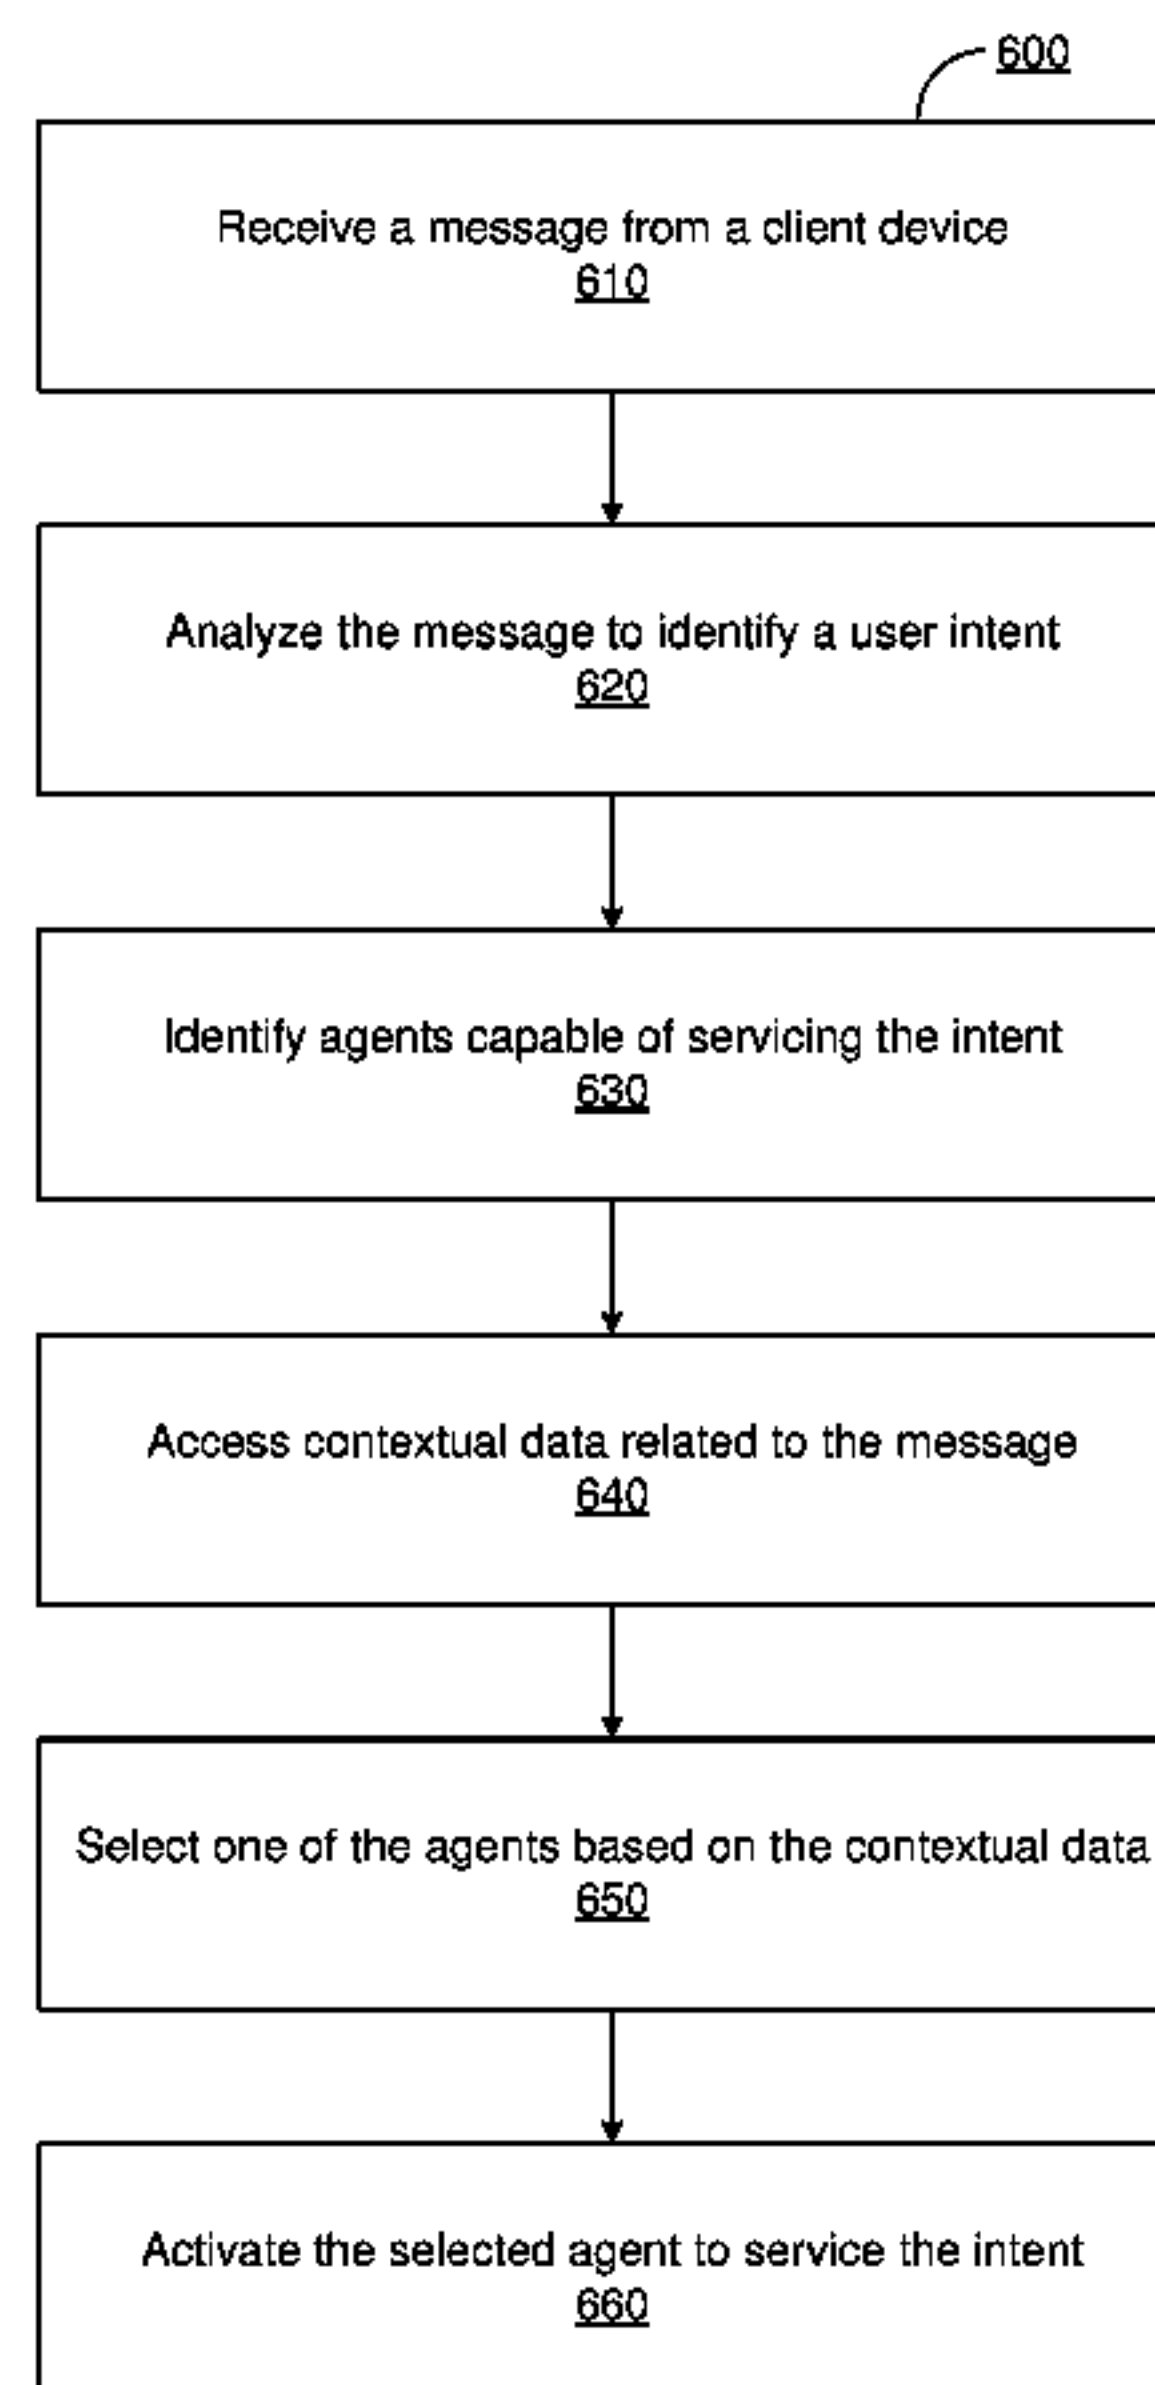 600
Receive a message from a client device
610
Analyze the message to identify a user intent
620
Identify agents capable of servicing the intent
630
Access contextual data related to the message
640
Select one of the agents based on the contextual data
650
Activate the selected agent to service the intent
660